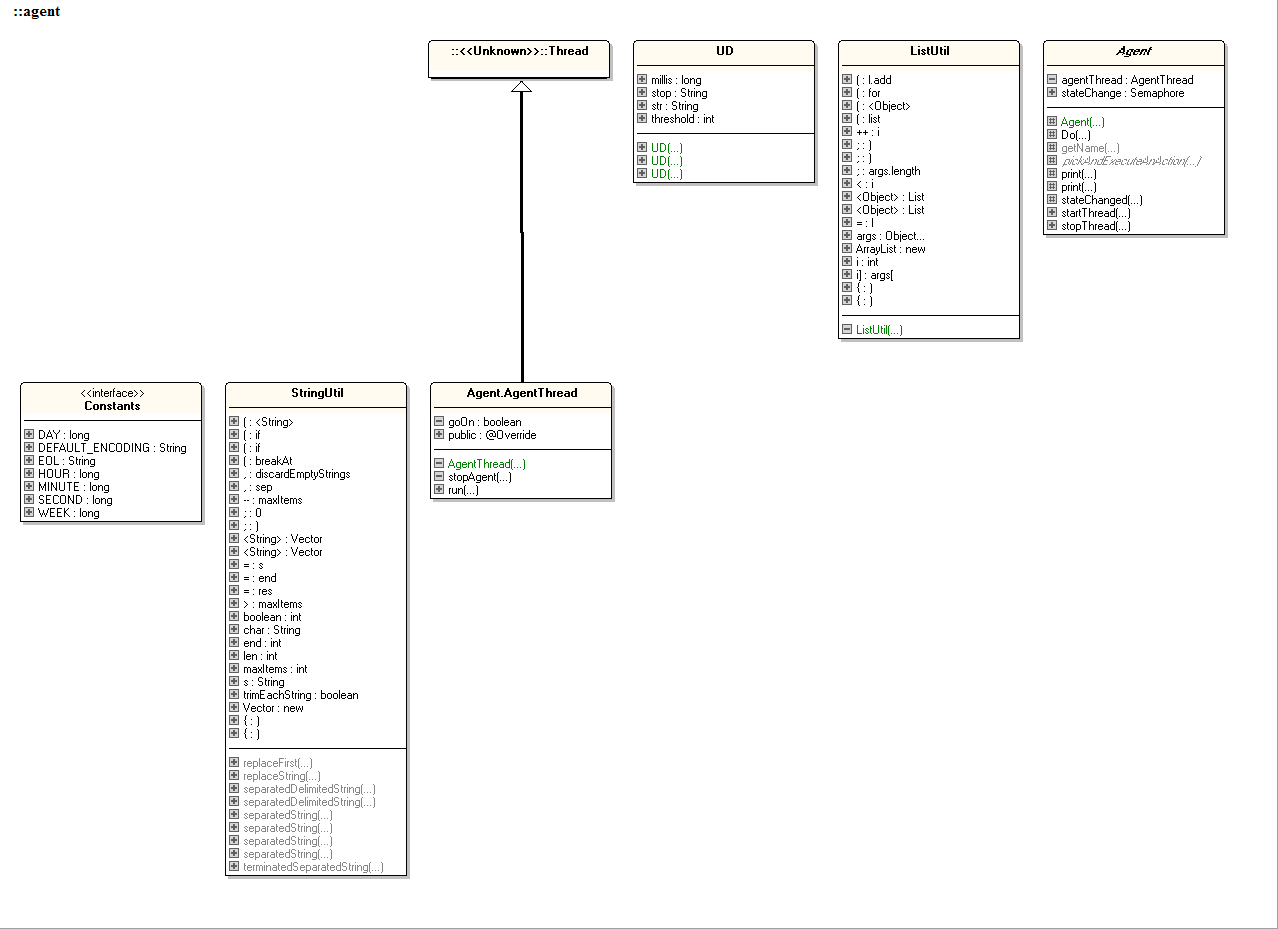 ::agent
::<<Unknown>>::Thread
UD
millis : long
stop : String
str : String
threshold : int
UD(...)
UD(...)
UD(...)
ListUtil
( : l.add
( : for
( : <Object>
( : list
++ : i
; : )
; : )
; : args.length
< : i
<Object> : List
<Object> : List
= : l
args : Object...
ArrayList : new
i : int
i] : args[
{ : )
{ : )
ListUtil(...)
Agent
agentThread : AgentThread
stateChange : Semaphore
Agent(...)
Do(...)
getName(...)
pickAndExecuteAnAction(...)
print(...)
print(...)
stateChanged(...)
startThread(...)
stopThread(...)
<<interface>>
Constants
DAY : long
DEFAULT_ENCODING : String
EOL : String
HOUR : long
MINUTE : long
SECOND : long
WEEK : long
StringUtil
( : <String>
( : if
( : if
( : breakAt
, : discardEmptyStrings
, : sep
-- : maxItems
; : 0
; : )
<String> : Vector
<String> : Vector
= : s
= : end
= : res
> : maxItems
boolean : int
char : String
end : int
len : int
maxItems : int
s : String
trimEachString : boolean
Vector : new
{ : )
{ : )
replaceFirst(...)
replaceString(...)
separatedDelimitedString(...)
separatedDelimitedString(...)
separatedString(...)
separatedString(...)
separatedString(...)
separatedString(...)
terminatedSeparatedString(...)
Agent.AgentThread
goOn : boolean
public : @Override
AgentThread(...)
stopAgent(...)
run(...)